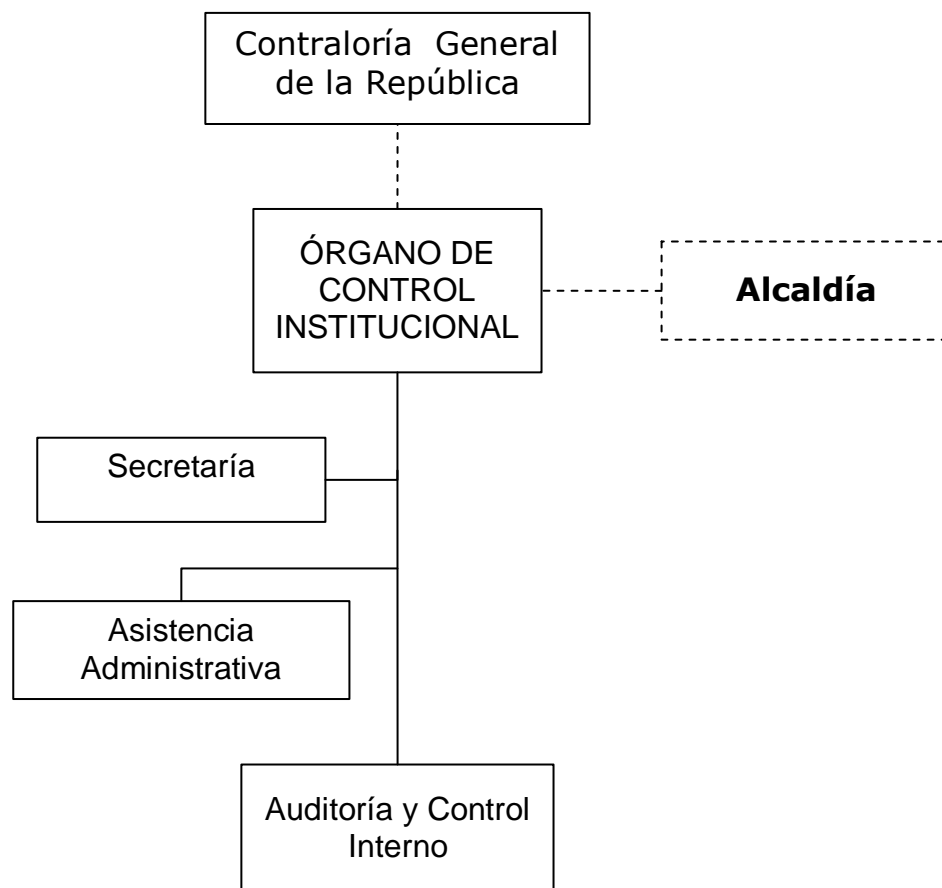 Contraloría General
de la República
ÓRGANO DE
CONTROL
INSTITUCIONAL
Alcaldía
Secretaría
Asistencia
Administrativa
Auditoría y Control
Interno